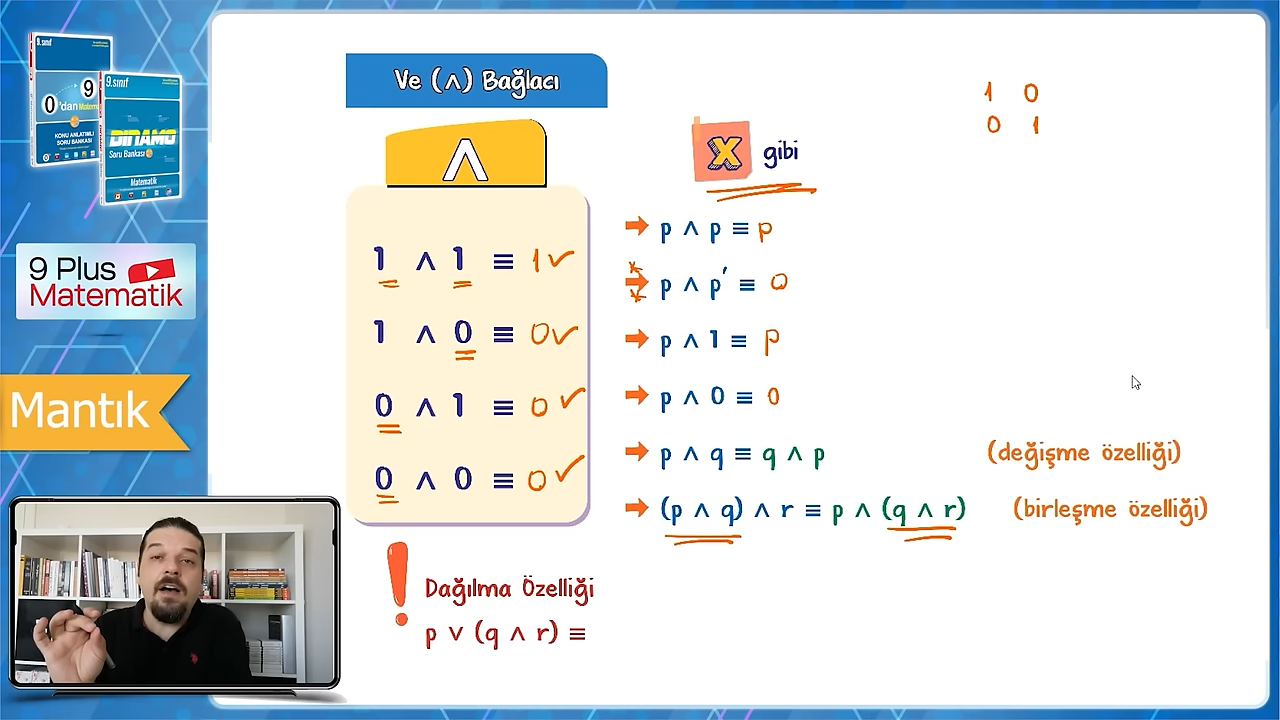 9.sınıf
0'dan 9
KONU ANLATIMLI
SORU BANKASI
9.sınıf
DİNAMO
Soru Bankası
Matematik
9 Plus
Matematik
Mantık
Ve (∧) Bağlacı
∧
1 ∧ 1 ≡ 1 ✓
1 ∧ 0 ≡ 0 ✓
0 ∧ 1 ≡ 0 ✓
0 ∧ 0 ≡ 0 ✓
x gibi
1 0
0 1
p ∧ p ≡ p
p ∧ p' ≡ 0
p ∧ 1 ≡ p
p ∧ 0 ≡ 0
p ∧ q ≡ q ∧ p (değişme özelliği)
(p ∧ q) ∧ r ≡ p ∧ (q ∧ r) (birleşme özelliği)
! Dağılma Özelliği
p ∨ (q ∧ r) ≡